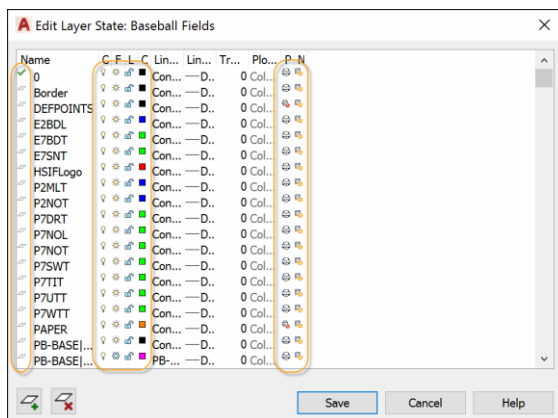 A Edit Layer State: Baseball Fields
Name C F L C Lin... Lin... Tr... Plo... P N
0 Con... D.. 0 Col...
Border Con... D.. 0 Col...
DEFPOINTS Con... D.. 0 Col...
E2BDL Con... D.. 0 Col...
E7BDT Con... D.. 0 Col...
E7SNT Con... D.. 0 Col...
HSIFLogo Con... D.. 0 Col...
P2MLT Con... D.. 0 Col...
P2NOT Con... D.. 0 Col...
P7DRT Con... D.. 0 Col...
P7NOL Con... D.. 0 Col...
P7NOT Con... D.. 0 Col...
P7SWT Con... D.. 0 Col...
P7TIT Con... D.. 0 Col...
P7UTT Con... D.. 0 Col...
P7WTT Con... D.. 0 Col...
PAPER Con... D.. 0 Col...
PB-BASE|... Con... D.. 0 Col...
PB-BASE|... PB-... D.. 0 Col...
Save Cancel Help